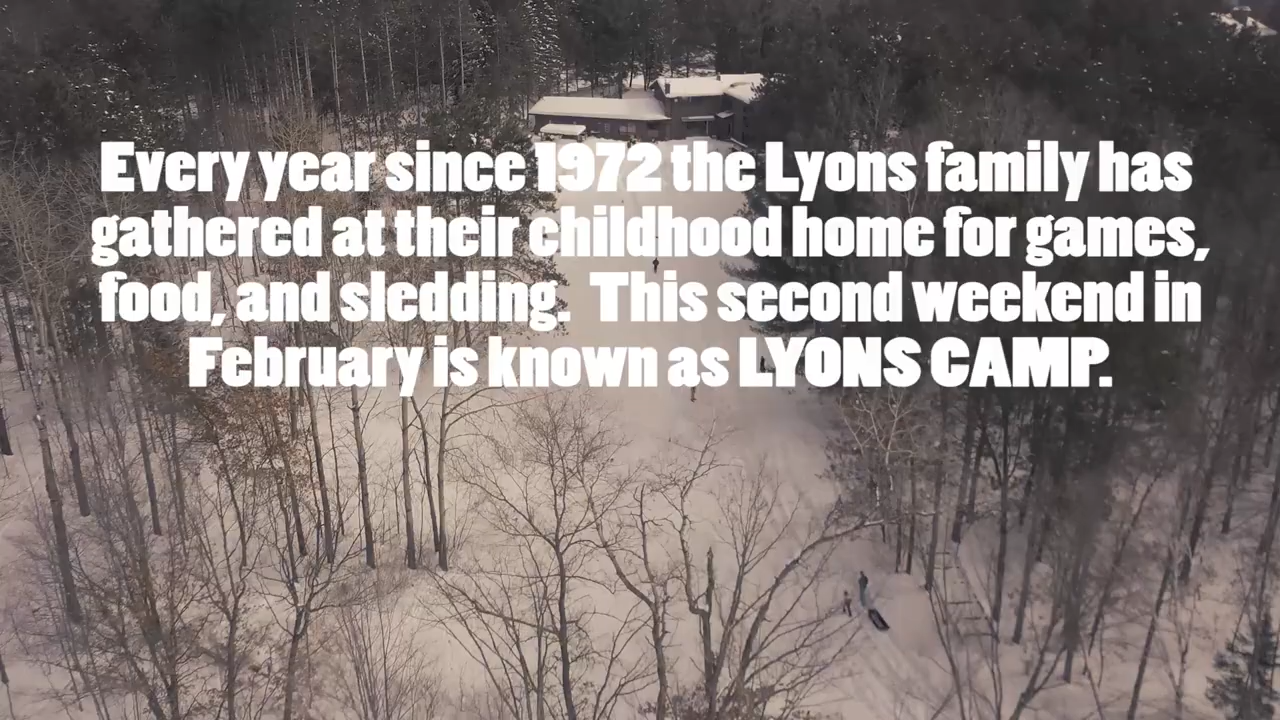 Every year since 1972 the Lyons family has
gathered at their childhood home for games,
food, and sledding.  This second weekend in
February is known as LYONS CAMP.